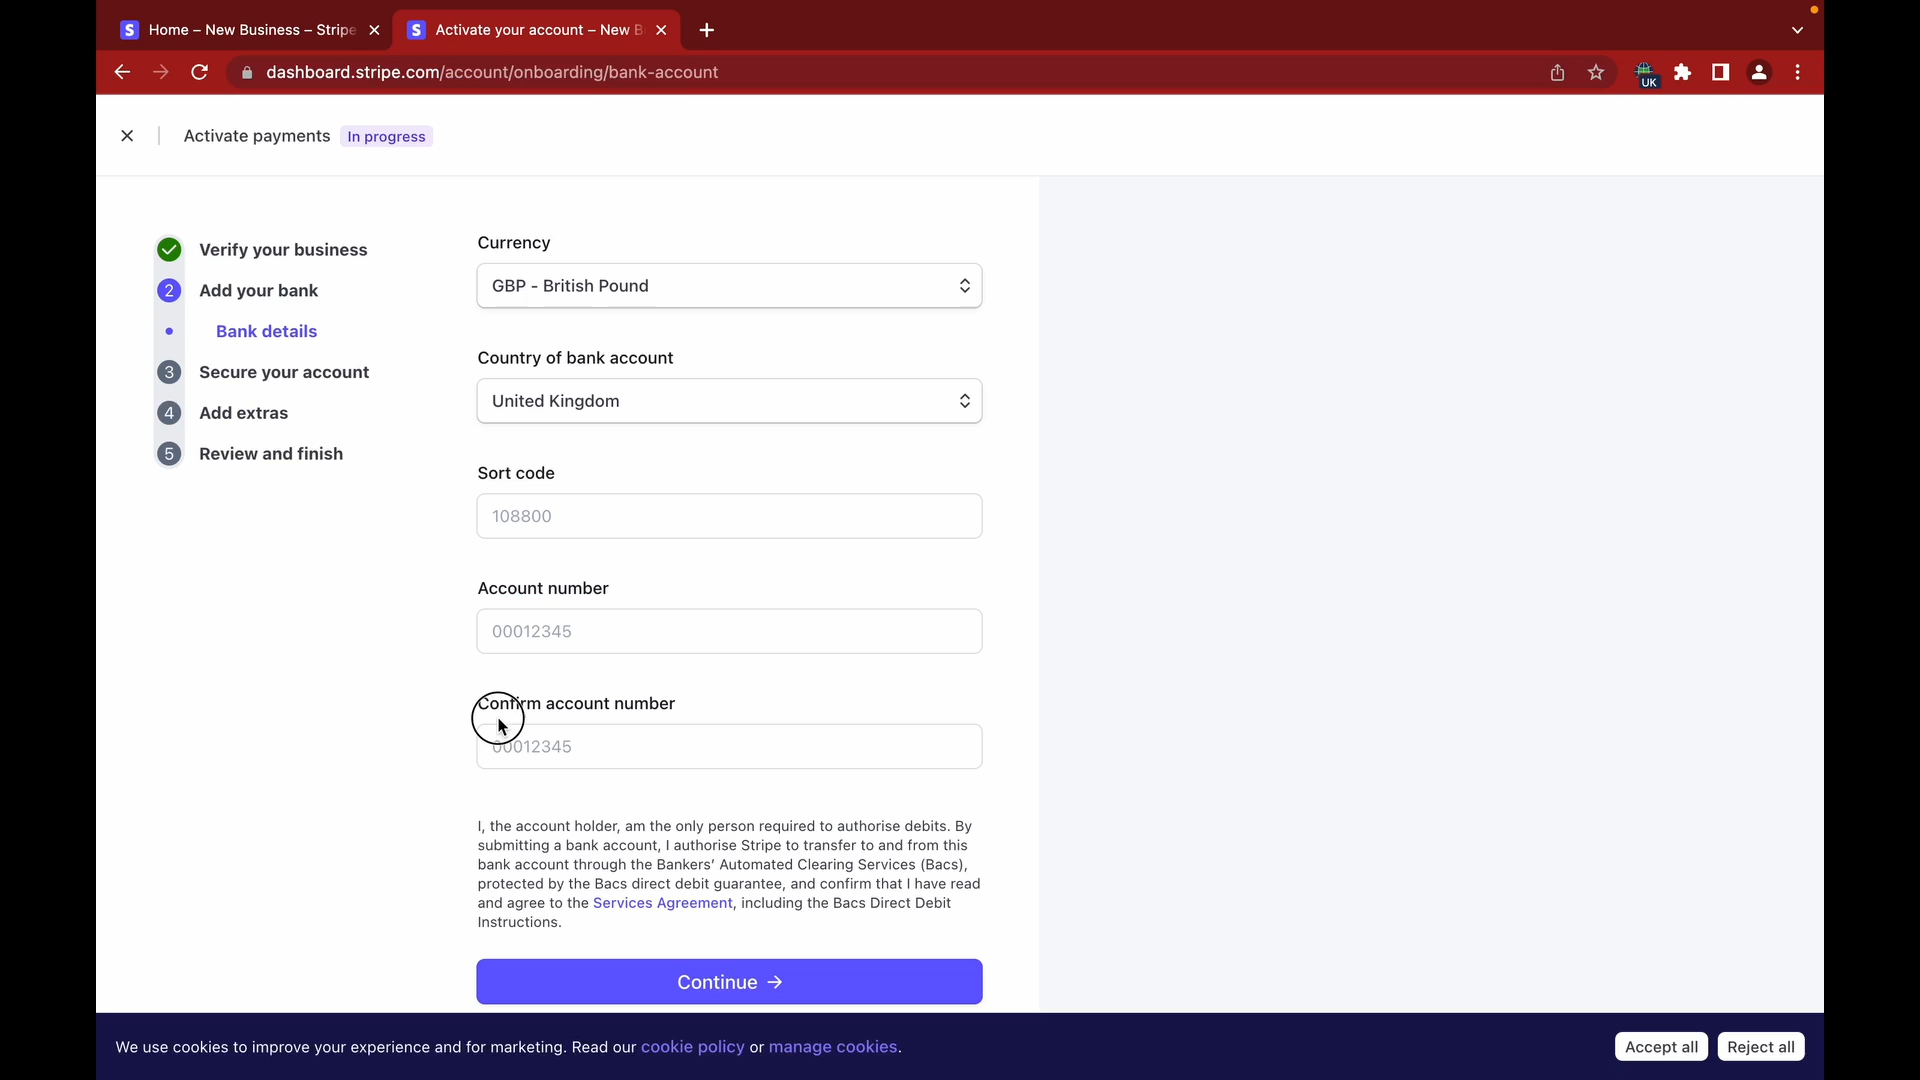 S Home – New Business – Stripe
S Activate your account – New B
dashboard.stripe.com/account/onboarding/bank-account
UK
Activate payments In progress
Verify your business
2 Add your bank
Bank details
3 Secure your account
4 Add extras
5 Review and finish
Currency
GBP - British Pound
Country of bank account
United Kingdom
Sort code
108800
Account number
00012345
Confirm account number
00012345
I, the account holder, am the only person required to authorise debits. By
submitting a bank account, I authorise Stripe to transfer to and from this
bank account through the Bankers’ Automated Clearing Services (Bacs),
protected by the Bacs direct debit guarantee, and confirm that I have read
and agree to the Services Agreement, including the Bacs Direct Debit
Instructions.
Continue →
We use cookies to improve your experience and for marketing. Read our cookie policy or manage cookies.
Accept all
Reject all